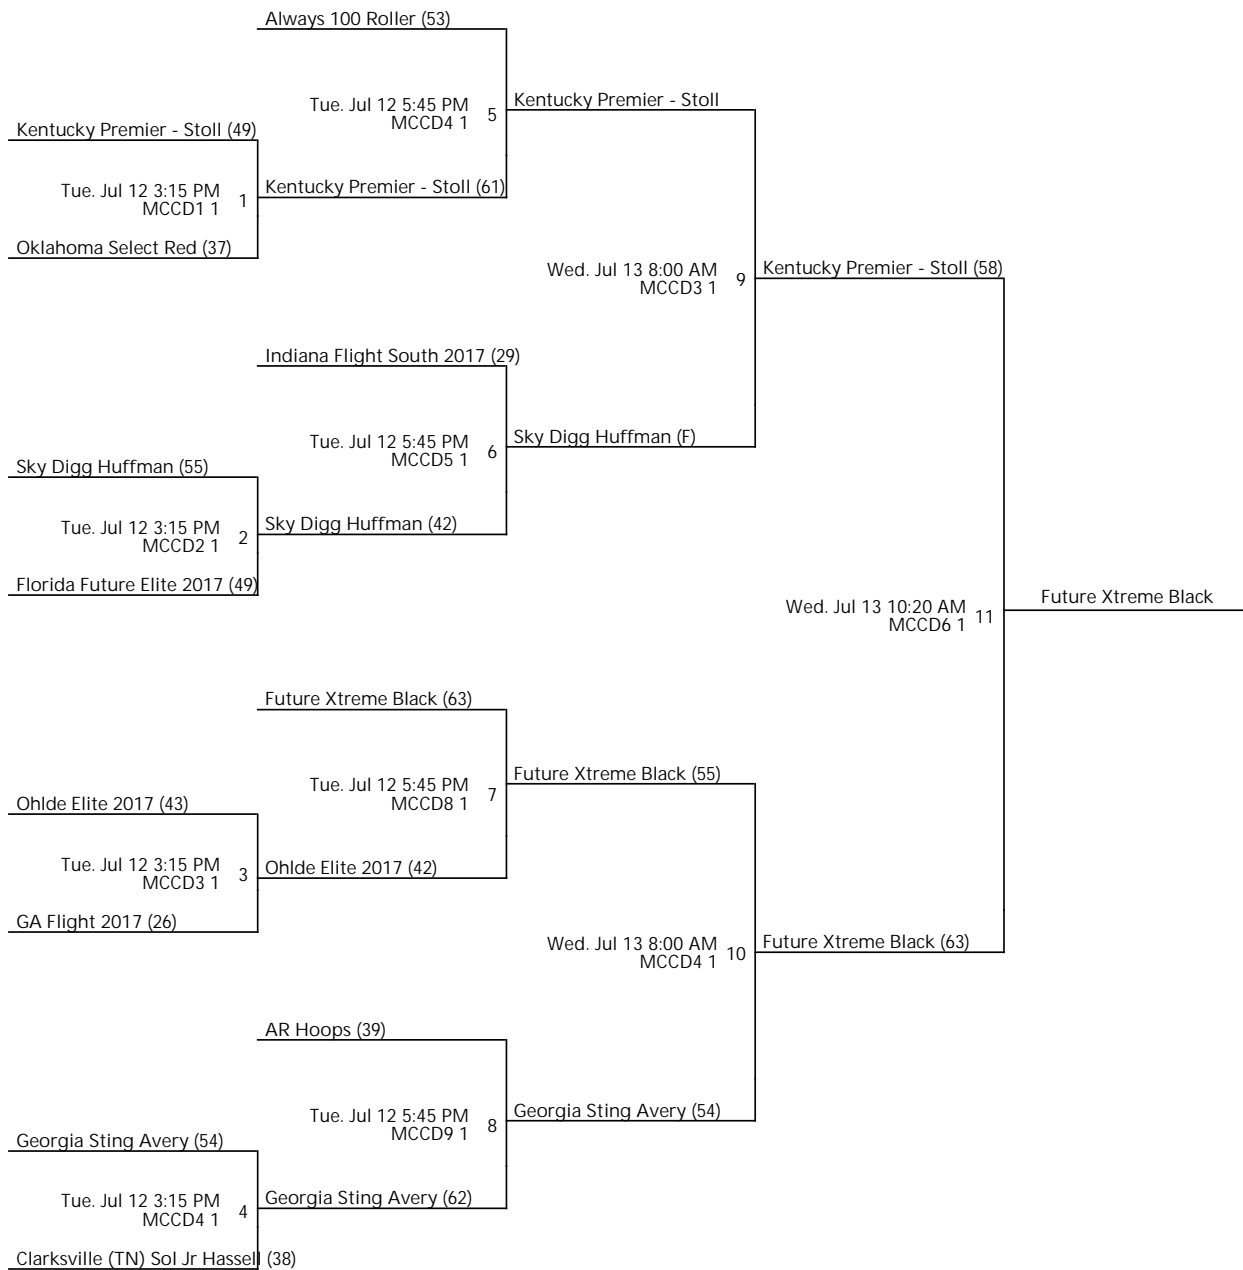 Always 100 Roller (53)
Tue. Jul 12 5:45 PM
MCCD4 1
5
Kentucky Premier - Stoll
Kentucky Premier - Stoll (49)
Tue. Jul 12 3:15 PM
MCCD1 1
1
Kentucky Premier - Stoll (61)
Oklahoma Select Red (37)
Wed. Jul 13 8:00 AM
MCCD3 1
9
Kentucky Premier - Stoll (58)
Indiana Flight South 2017 (29)
Tue. Jul 12 5:45 PM
MCCD5 1
6
Sky Digg Huffman (F)
Sky Digg Huffman (55)
Tue. Jul 12 3:15 PM
MCCD2 1
2
Sky Digg Huffman (42)
Florida Future Elite 2017 (49)
Wed. Jul 13 10:20 AM
MCCD6 1
11
Future Xtreme Black
Future Xtreme Black (63)
Tue. Jul 12 5:45 PM
MCCD8 1
7
Future Xtreme Black (55)
Ohlde Elite 2017 (43)
Tue. Jul 12 3:15 PM
MCCD3 1
3
Ohlde Elite 2017 (42)
GA Flight 2017 (26)
Wed. Jul 13 8:00 AM
MCCD4 1
10
Future Xtreme Black (63)
AR Hoops (39)
Tue. Jul 12 5:45 PM
MCCD9 1
8
Georgia Sting Avery (54)
Georgia Sting Avery (54)
Tue. Jul 12 3:15 PM
MCCD4 1
4
Georgia Sting Avery (62)
Clarksville (TN) Sol Jr Hassell (38)